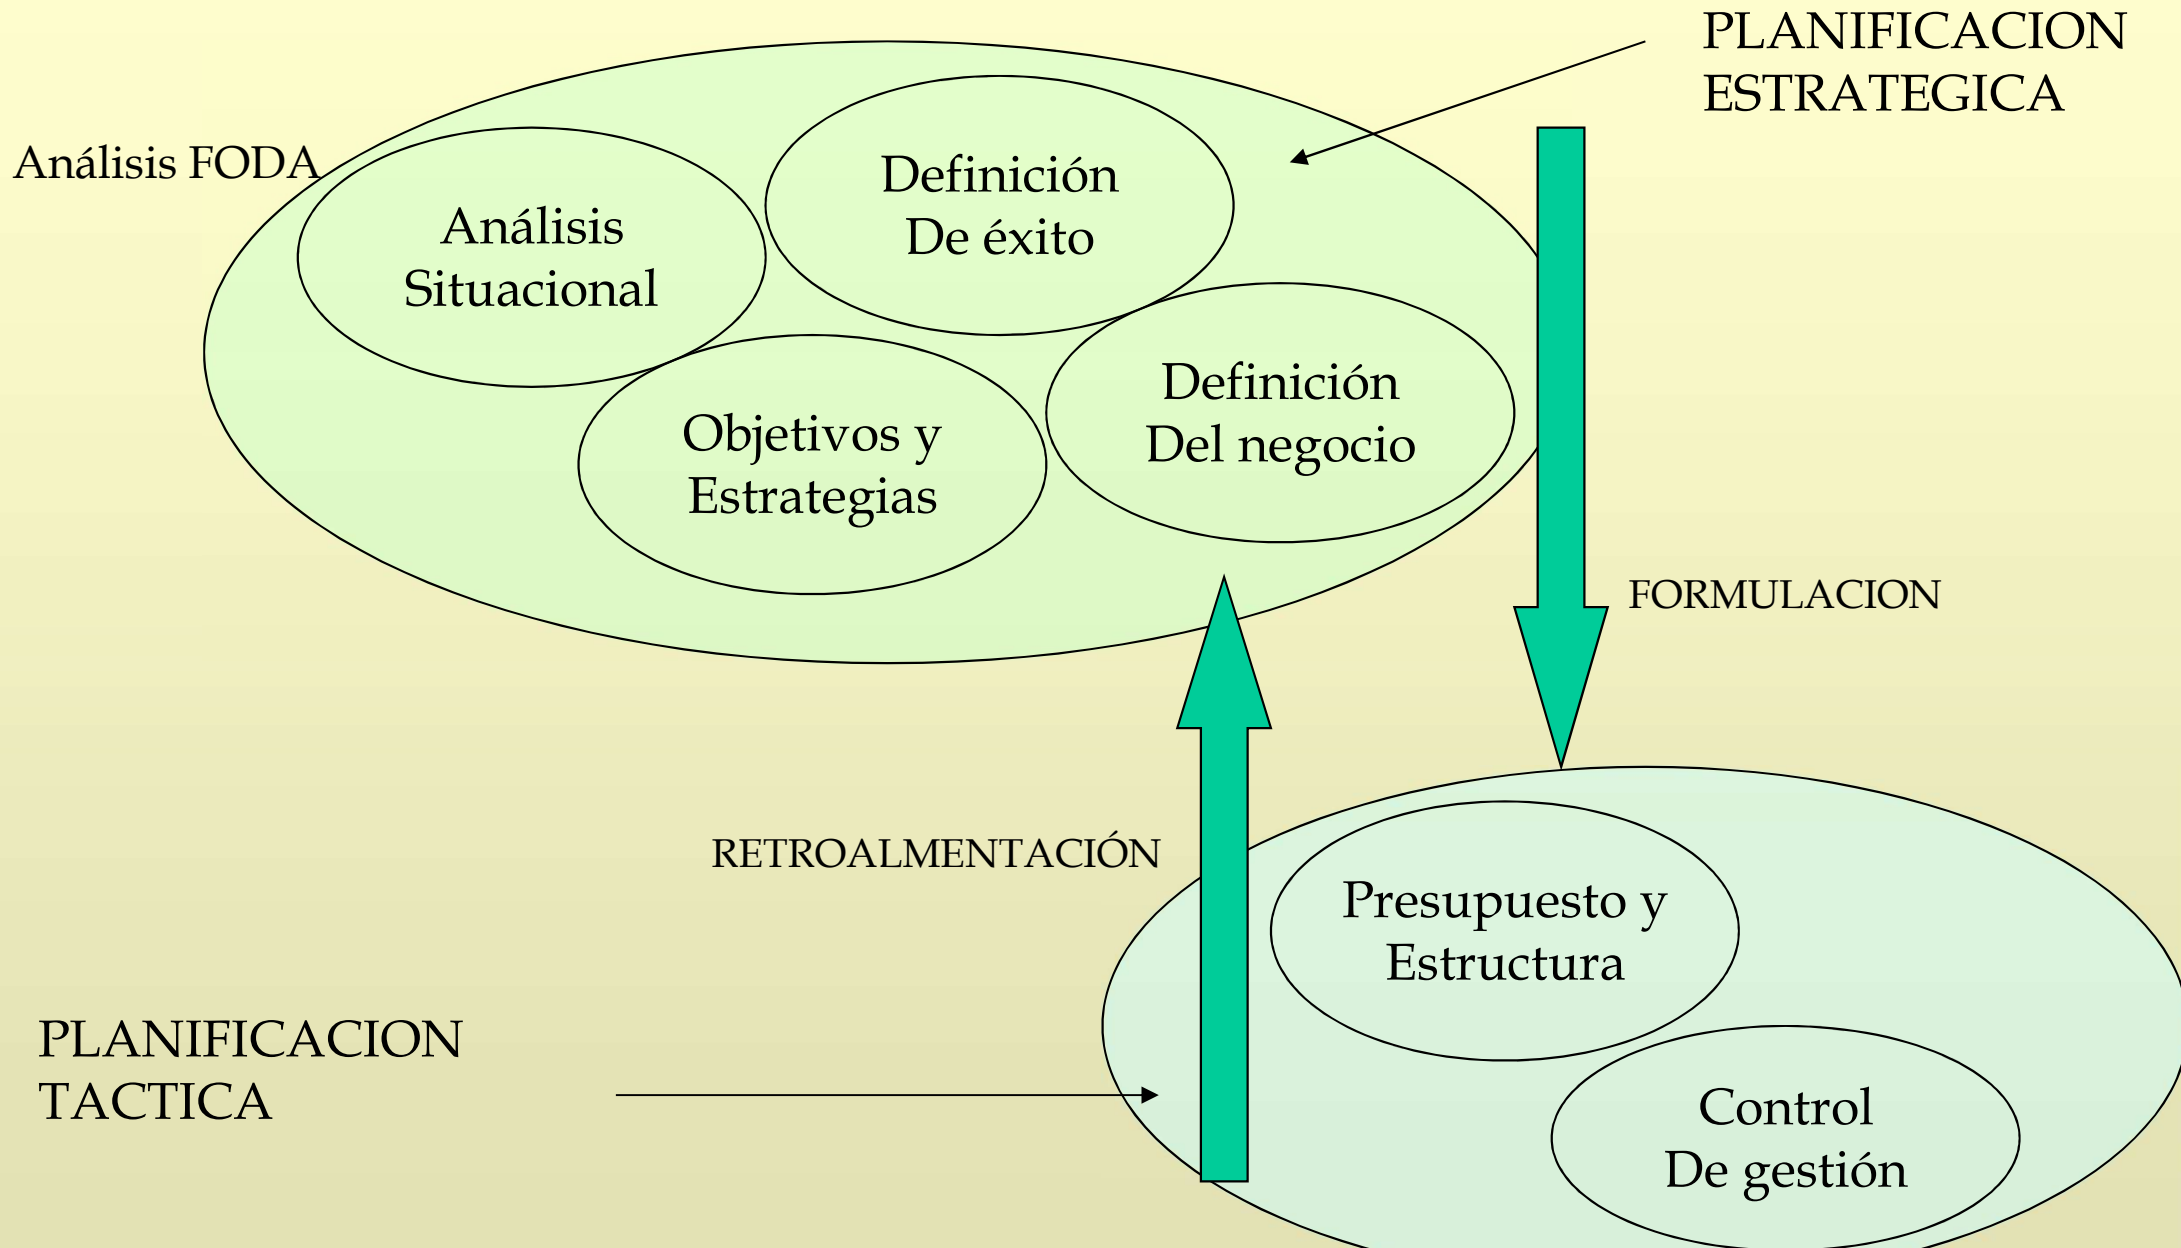 PLANIFICACION
ESTRATEGICA
Análisis FODA
Definición
De éxito
Análisis
Situacional
Definición
Del negocio
Objetivos y
Estrategias
FORMULACION
RETROALMENTACIÓN
Presupuesto y
Estructura
PLANIFICACION
TACTICA
Control
De gestión